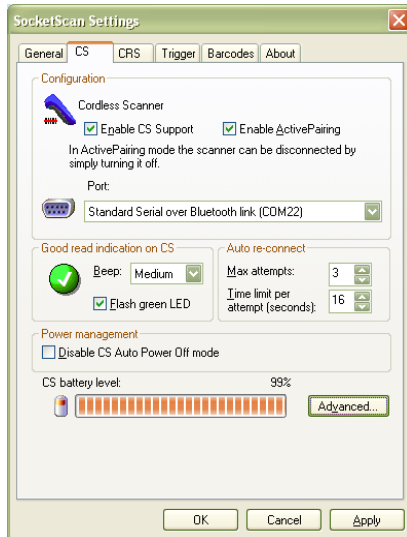 SocketScan Settings
General CS CRS Trigger Barcodes About
Configuration
Cordless Scanner
Enable CS Support Enable ActivePairing
In ActivePairing mode the scanner can be disconnected by
simply turning it off.
Port:
Standard Serial over Bluetooth link (COM22)
Good read indication on CS
Beep: Medium
Flash green LED
Auto re-connect
Max attempts: 3
Time limit per
attempt (seconds): 16
Power management
Disable CS Auto Power Off mode
CS battery level: 99%
Advanced...
OK Cancel Apply